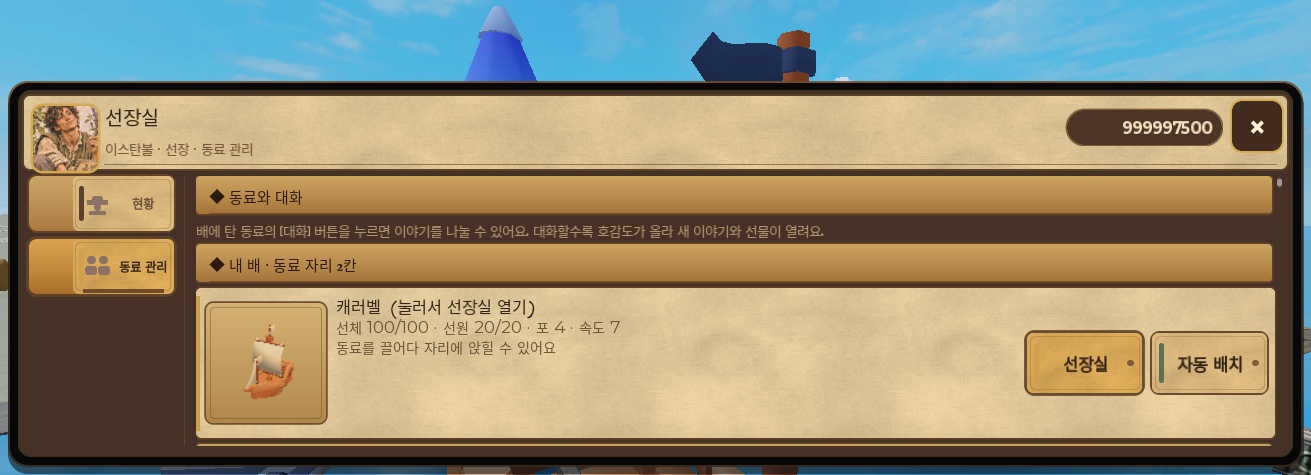 선장실
이스탄불 · 선장 · 동료 관리
999997500
×
현황
동료 관리
◆ 동료와 대화
배에 탄 동료의 [대화] 버튼을 누르면 이야기를 나눌 수 있어요. 대화할수록 호감도가 올라 새 이야기와 선물이 열려요.
◆ 내 배 · 동료 자리 2칸
캐러벨 (눌러서 선장실 열기)
선체 100/100 · 선원 20/20 · 포 4 · 속도 7
동료를 끌어다 자리에 앉힐 수 있어요
선장실
자동 배치